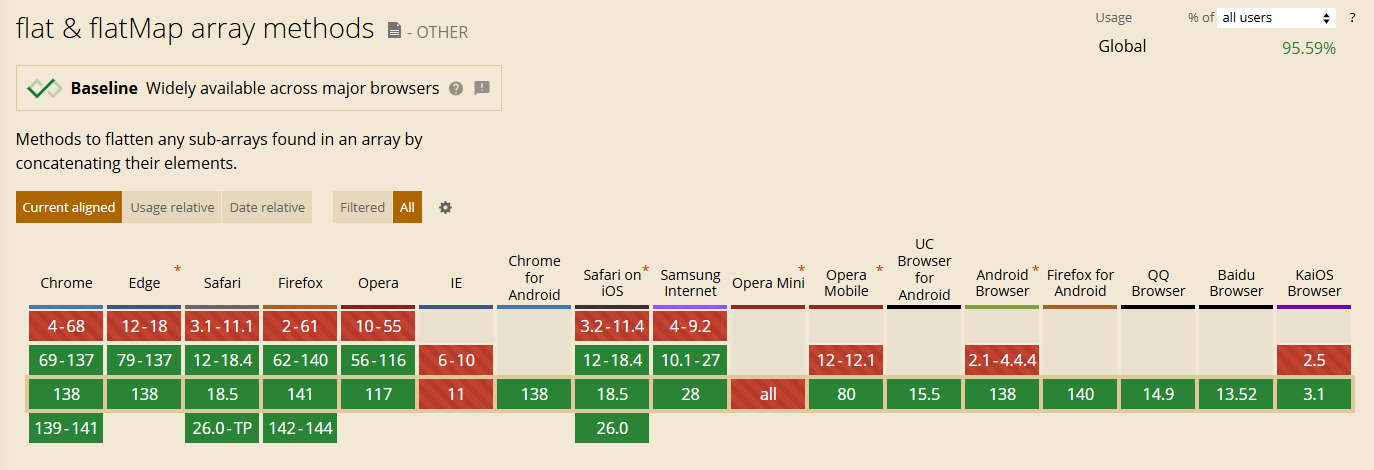 flat & flatMap array methods - OTHER
Usage % of all users ?
Global 95.59%
Baseline Widely available across major browsers ?
Methods to flatten any sub-arrays found in an array by
concatenating their elements.
Current aligned Usage relative Date relative Filtered All
Chrome Edge * Safari Firefox Opera IE Chrome for Android Safari on iOS * Samsung Internet Opera Mini * Opera Mobile * UC Browser for Android Android Browser * Firefox for Android QQ Browser Baidu Browser KaiOS Browser
4-68 12-18 3.1-11.1 2-61 10-55 3.2-11.4 4-9.2
69-137 79-137 12-18.4 62-140 56-116 6-10 12-18.4 10.1-27 12-12.1 2.1-4.4.4 2.5
138 138 18.5 141 117 11 138 18.5 28 all 80 15.5 138 140 14.9 13.52 3.1
139-141 26.0-TP 142-144 26.0